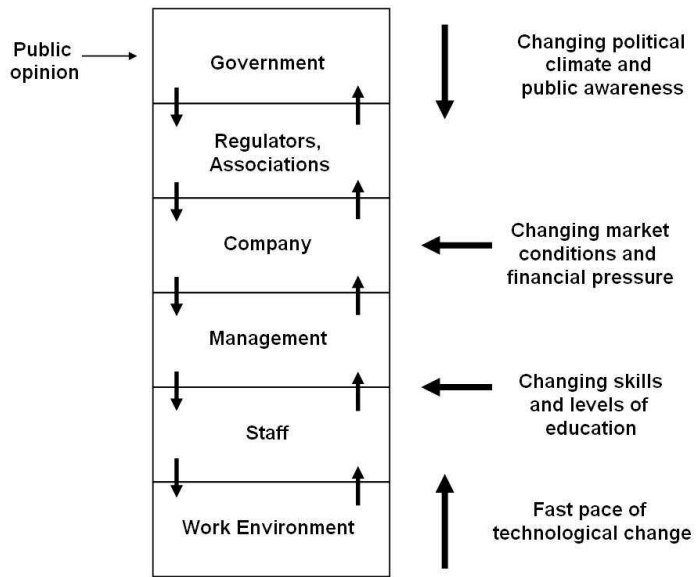 Public
opinion
Government
Regulators,
Associations
Company
Management
Staff
Work Environment
Changing political
climate and
public awareness
Changing market
conditions and
financial pressure
Changing skills
and levels of
education
Fast pace of
technological change